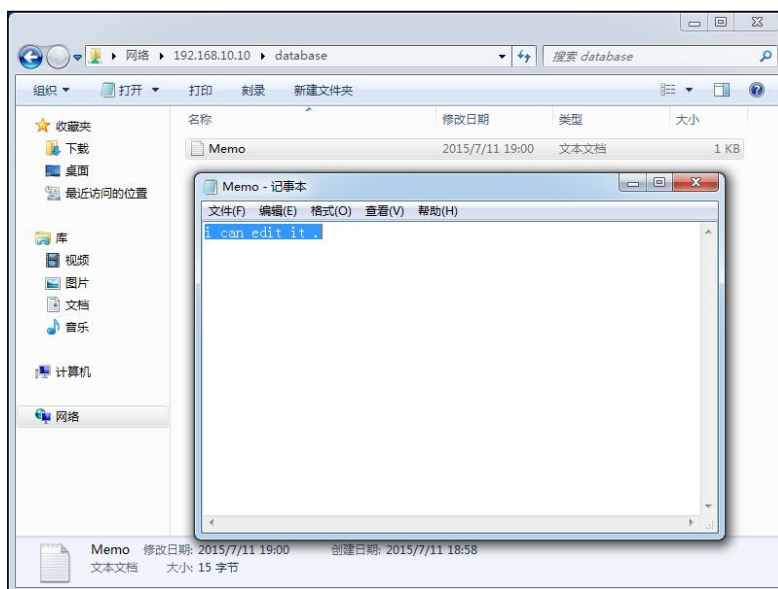 网络 ▸ 192.168.10.10 ▸ database
搜索 database
组织 打开 打印 刻录 新建文件夹
名称 修改日期 类型 大小
收藏夹
下载
桌面
最近访问的位置
库
视频
图片
文档
音乐
计算机
网络
Memo 2015/7/11 19:00 文本文档 1 KB
Memo - 记事本
文件(F) 编辑(E) 格式(O) 查看(V) 帮助(H)
i can edit it .
Memo 修改日期: 2015/7/11 19:00 创建日期: 2015/7/11 18:58
文本文档 大小: 15 字节